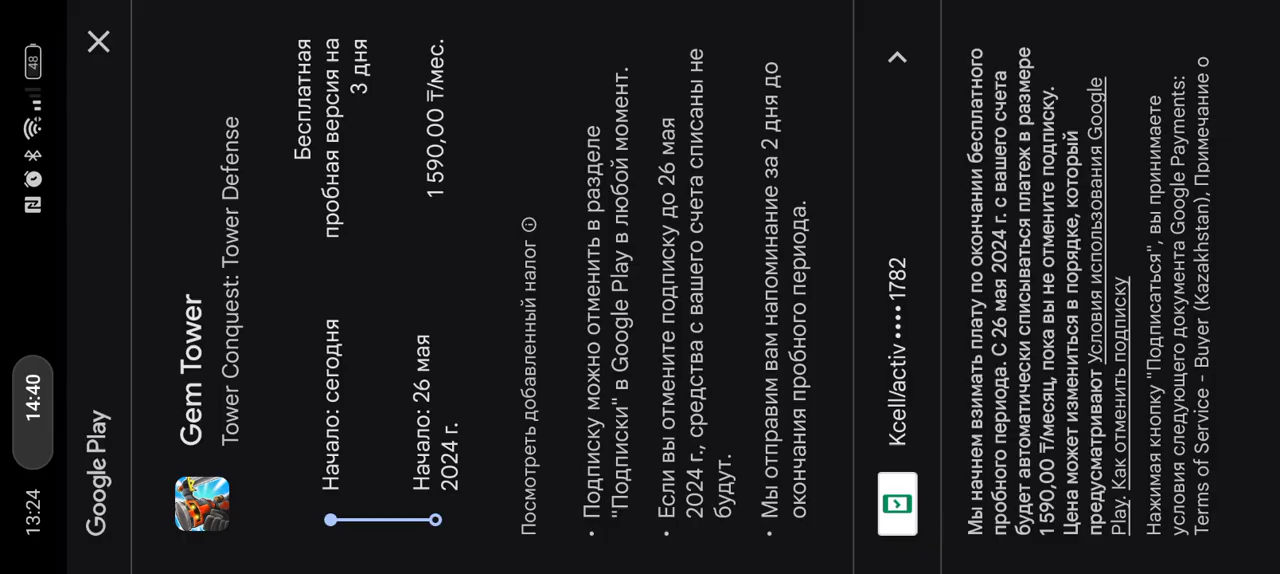 13:24
14:40
48
Google Play
Gem Tower
Tower Conquest: Tower Defense
Начало: сегодня
Бесплатная
пробная версия на
3 дня
Начало: 26 мая
2024 г.
1 590,00 ₸/мес.
Посмотреть добавленный налог
• Подписку можно отменить в разделе
"Подписки" в Google Play в любой момент.
• Если вы отмените подписку до 26 мая
2024 г., средства с вашего счета списаны не
будут.
• Мы отправим вам напоминание за 2 дня до
окончания пробного периода.
Kcell/activ ••••1782
Мы начнем взимать плату по окончании бесплатного
пробного периода. С 26 мая 2024 г. с вашего счета
будет автоматически списываться платеж в размере
1 590,00 ₸/месяц, пока вы не отмените подписку.
Цена может измениться в порядке, который
предусматривают Условия использования Google
Play. Как отменить подписку
Нажимая кнопку "Подписаться", вы принимаете
условия следующего документа Google Payments:
Terms of Service - Buyer (Kazakhstan), Примечание о